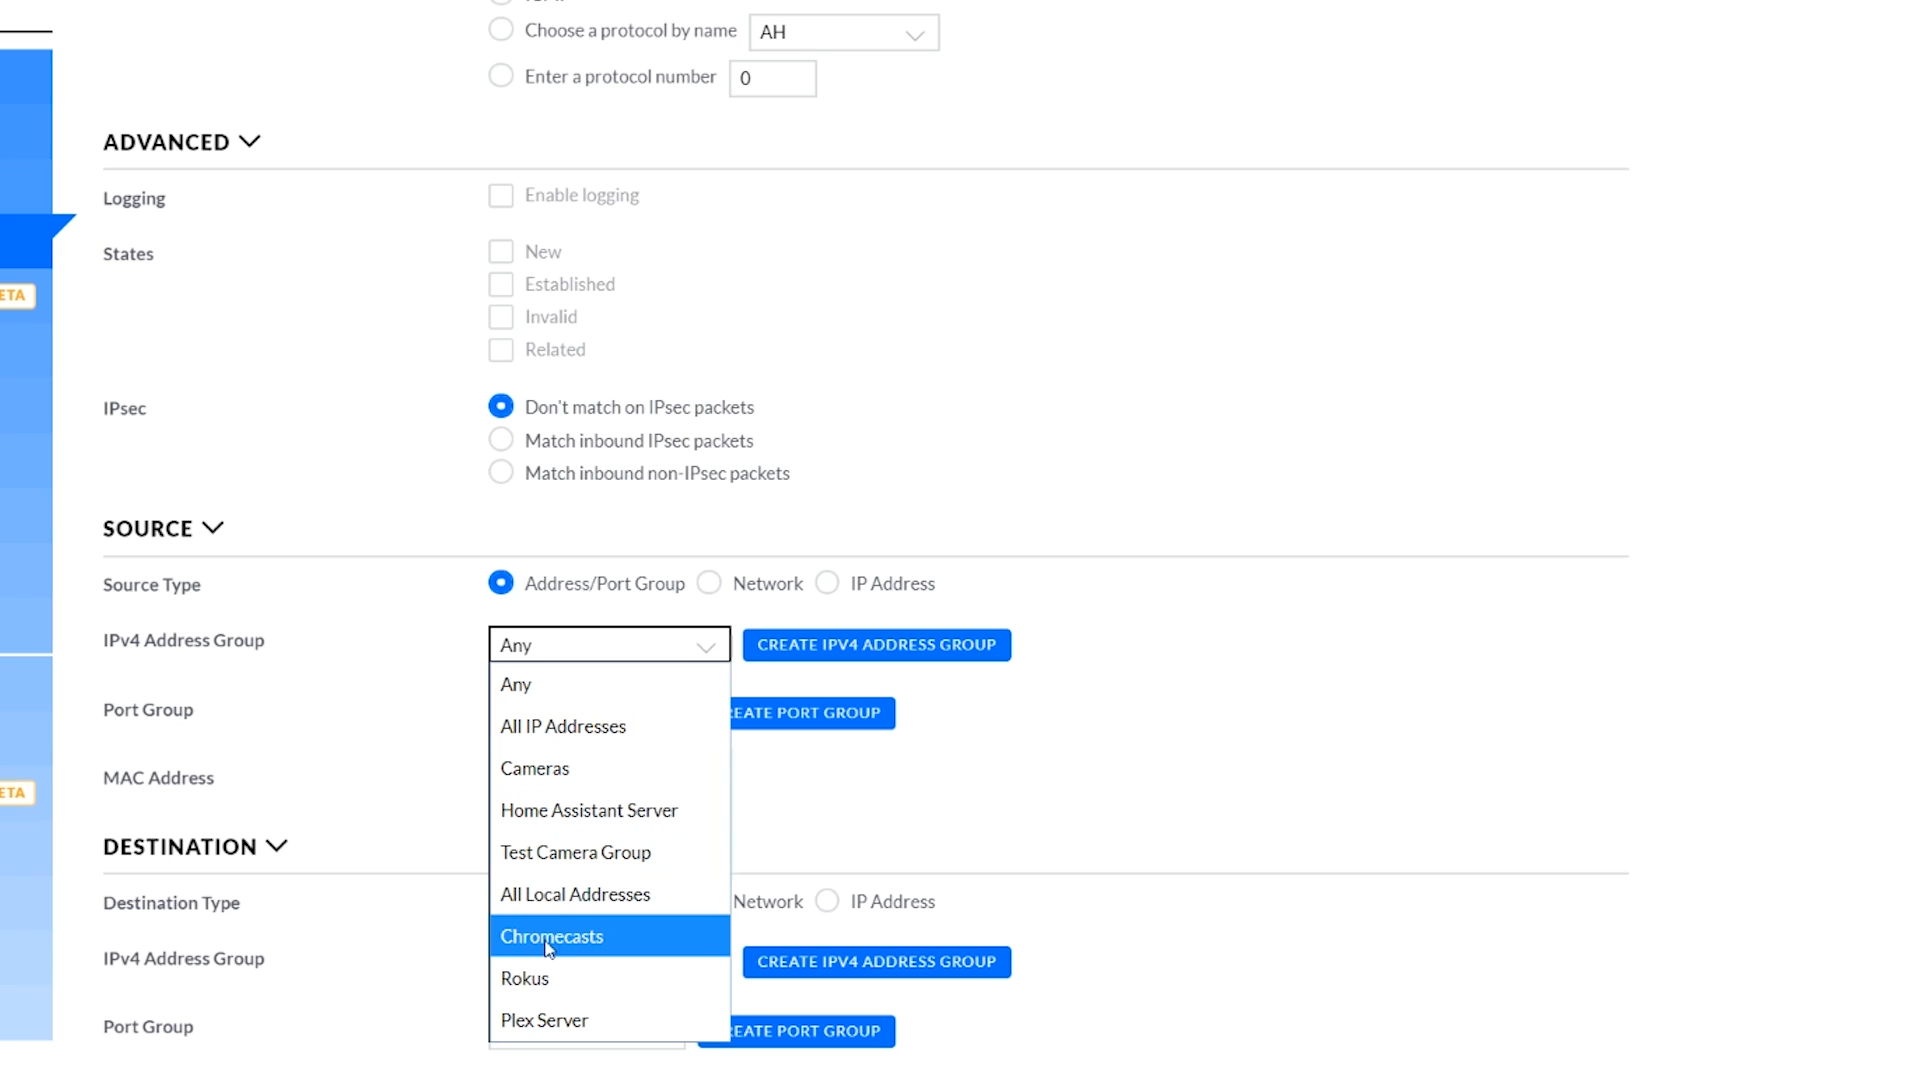 Choose a protocol by name AH
Enter a protocol number 0
ADVANCED
Logging Enable logging
States New
ETA
Established
Invalid
Related
IPsec Don't match on IPsec packets
Match inbound IPsec packets
Match inbound non-IPsec packets
SOURCE
Source Type Address/Port Group Network IP Address
IPv4 Address Group Any CREATE IPV4 ADDRESS GROUP
Any
Port Group REATE PORT GROUP
All IP Addresses
Cameras
MAC Address
ETA
Home Assistant Server
DESTINATION
Test Camera Group
All Local Addresses
Destination Type Network IP Address
Chromecasts
IPv4 Address Group CREATE IPV4 ADDRESS GROUP
Rokus
Plex Server
Port Group REATE PORT GROUP